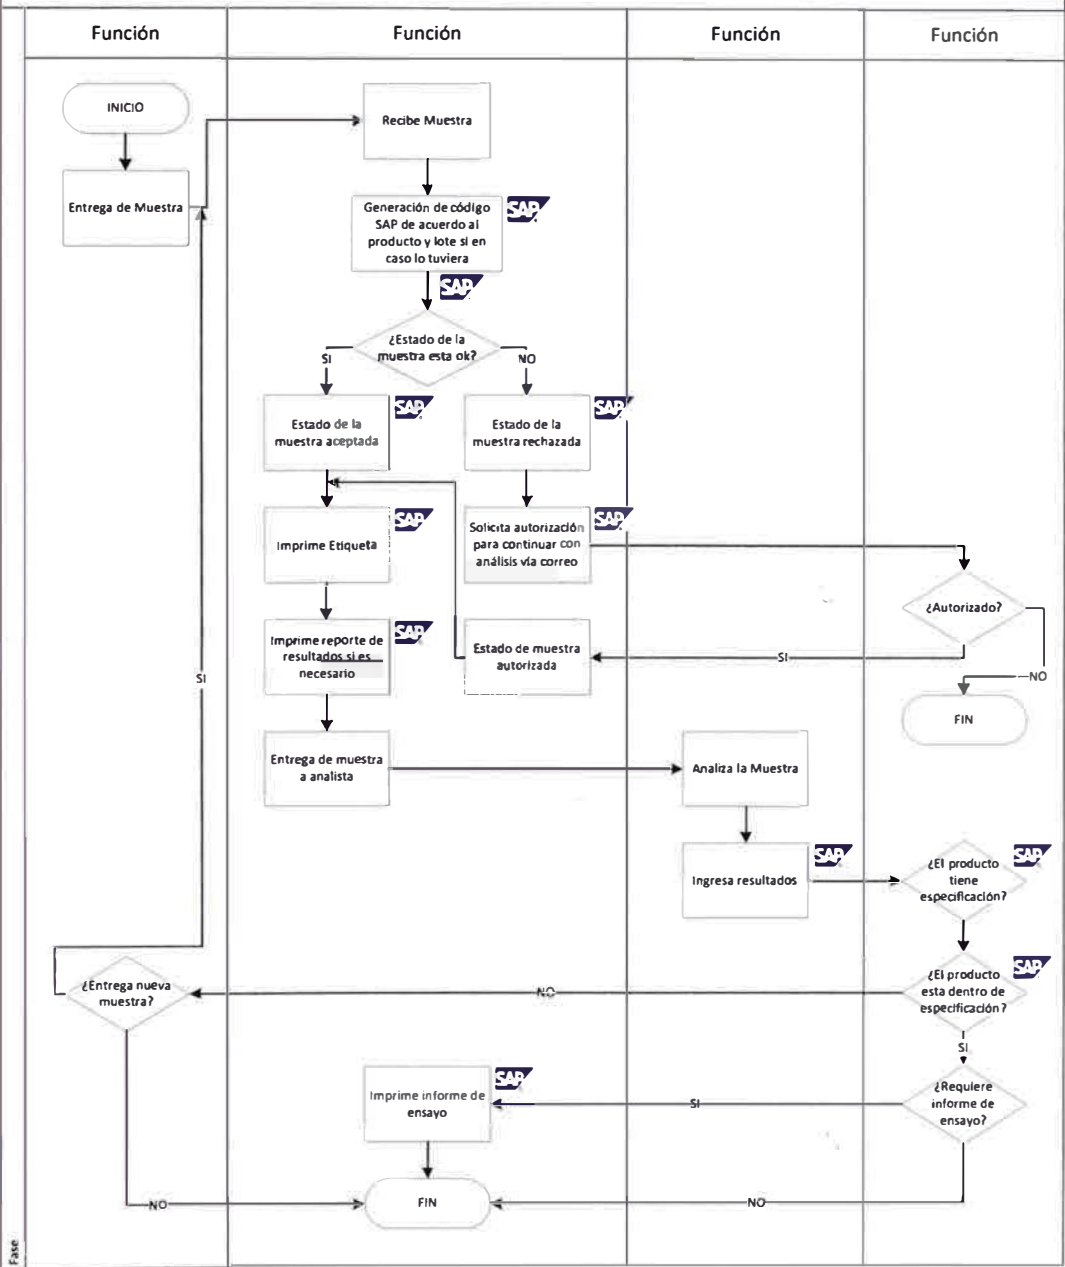 Función
Función
Función
Función
INICIO
Recibe Muestra
Entrega de Muestra
Generación de código
SAP de acuerdo al
producto y lote si en
caso lo tuviera
SAP
SAP
¿Estado de la
muestra esta ok?
SI
NO
Estado de la
muestra aceptada
SAP
Estado de la
muestra rechazada
SAP
Imprime Etiqueta
SAP
Solicita autorización
para continuar con
análisis vía correo
SAP
¿Autorizado?
Imprime reporte de
resultados si es
necesario
SAP
Estado de muestra
autorizada
SI
NO
SI
FIN
Entrega de muestra
a analista
Analiza la Muestra
Ingresa resultados
SAP
¿El producto
tiene
especificación?
SAP
¿Entrega nueva
muestra?
NO
¿El producto
esta dentro de
especificación?
SAP
SI
Imprime informe de
ensayo
SAP
SI
¿Requiere
informe de
ensayo?
NO
FIN
NO
Fase